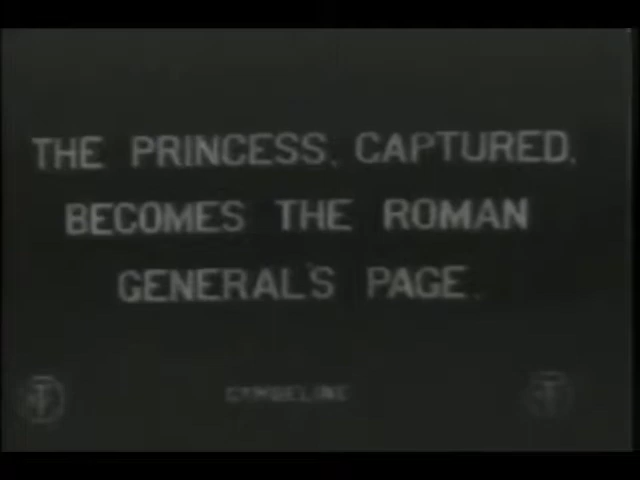 THE PRINCESS, CAPTURED,
BECOMES THE ROMAN
GENERAL'S PAGE.
CYMBELINE